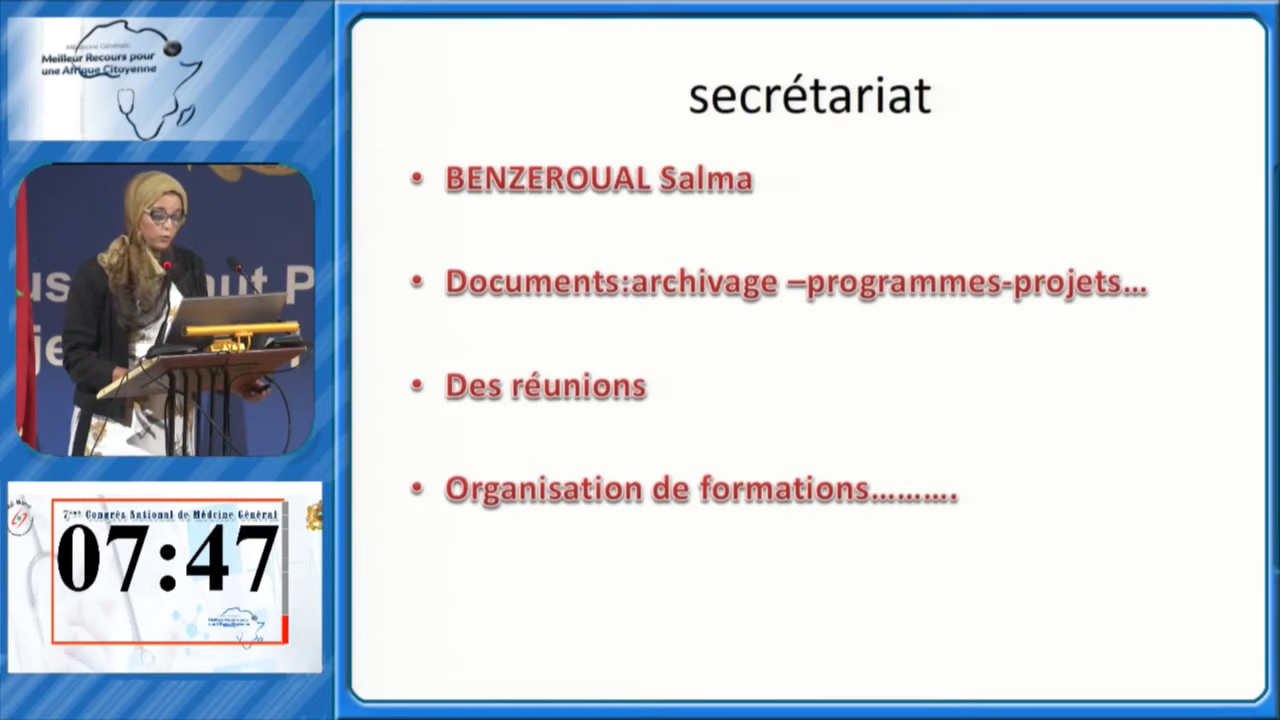 Médecine Générale:
Meilleur Recours pour
une Afrique Citoyenne
secrétariat
• BENZEROUAL Salma
• Documents:archivage –programmes-projets…
• Des réunions
• Organisation de formations……….
7ème Congrès National de Médcine Général
07:47